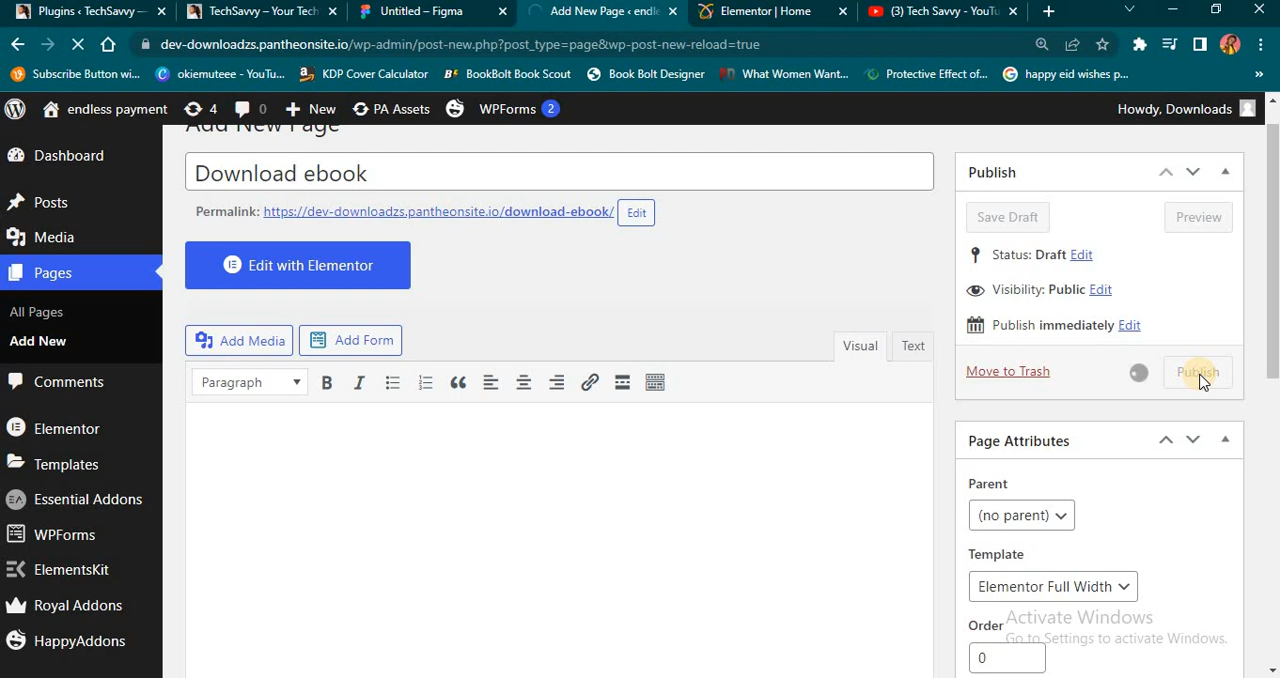 Plugins ‹ TechSavvy —
TechSavvy – Your Tech
Untitled – Figma
Add New Page ‹ endle
Elementor | Home
(3) Tech Savvy - YouTu
dev-downloadzs.pantheonsite.io/wp-admin/post-new.php?post_type=page&wp-post-new-reload=true
Subscribe Button wi...
okiemuteee - YouTu...
KDP Cover Calculator
BookBolt Book Scout
Book Bolt Designer
What Women Want...
Protective Effect of...
happy eid wishes p...
»
endless payment
4
0
New
PA Assets
WPForms 2
Howdy, Downloads
Add New Page
Dashboard
Posts
Media
Pages
All Pages
Add New
Comments
Elementor
Templates
Essential Addons
WPForms
ElementsKit
Royal Addons
HappyAddons
Download ebook
Permalink: https://dev-downloadzs.pantheonsite.io/download-ebook/ Edit
Edit with Elementor
Add Media
Add Form
Visual
Text
Paragraph
B I
Publish
Save Draft
Preview
Status: Draft Edit
Visibility: Public Edit
Publish immediately Edit
Move to Trash
Publish
Page Attributes
Parent
(no parent)
Template
Elementor Full Width
Order
0
Activate Windows
Go to Settings to activate Windows.